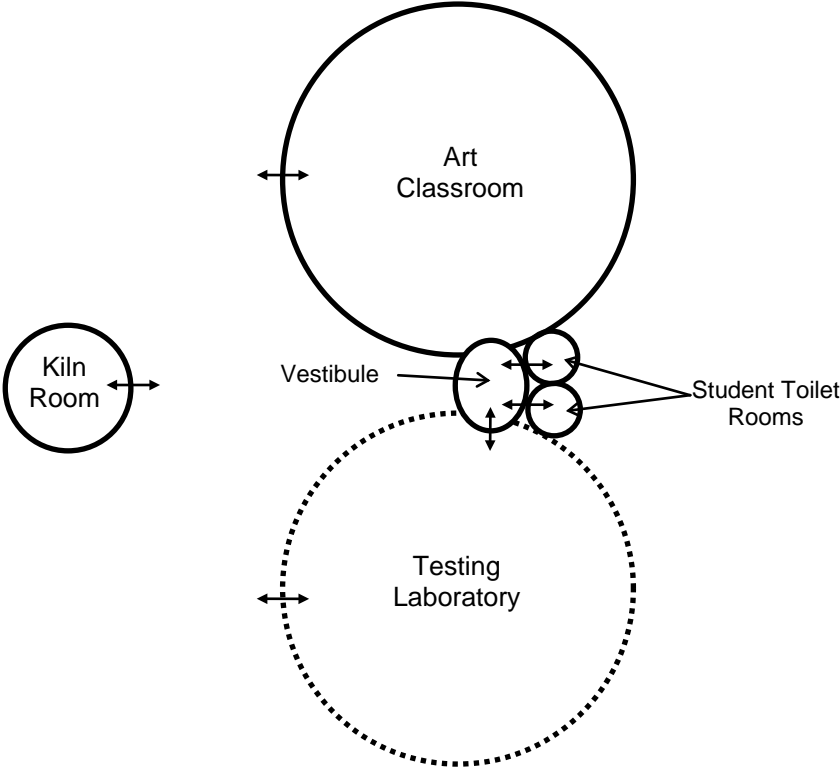 Art
Classroom
Kiln
Room
Vestibule
Student Toilet
Rooms
Testing
Laboratory